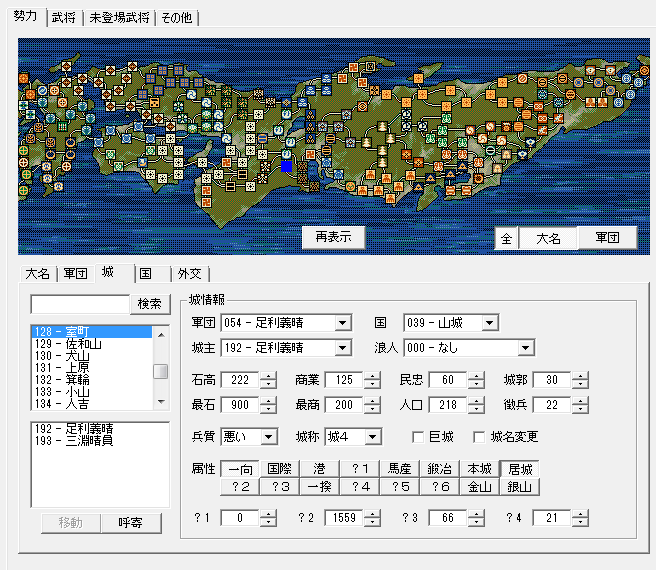 勢力 武将 未登場武将 その他
再表示 全 大名 軍団
大名 軍団 城 国 外交
検索
128 - 室町
129 - 佐和山
130 - 犬山
131 - 上原
132 - 箕輪
133 - 小山
134 - 人吉
192 - 足利義晴
193 - 三淵晴員
移動 呼寄
城情報
軍団 054 - 足利義晴 国 039 - 山城
城主 192 - 足利義晴 浪人 000 - なし
石高 222 商業 125 民忠 60 城郭 30
最石 900 最商 200 人口 218 徴兵 22
兵質 悪い 城称 城4 巨城 城名変更
属性 一向 国際 港 ?1 馬産 鍛冶 本城 居城
?2 ?3 一揆 ?4 ?5 ?6 金山 銀山
?1 0 ?2 1559 ?3 66 ?4 21